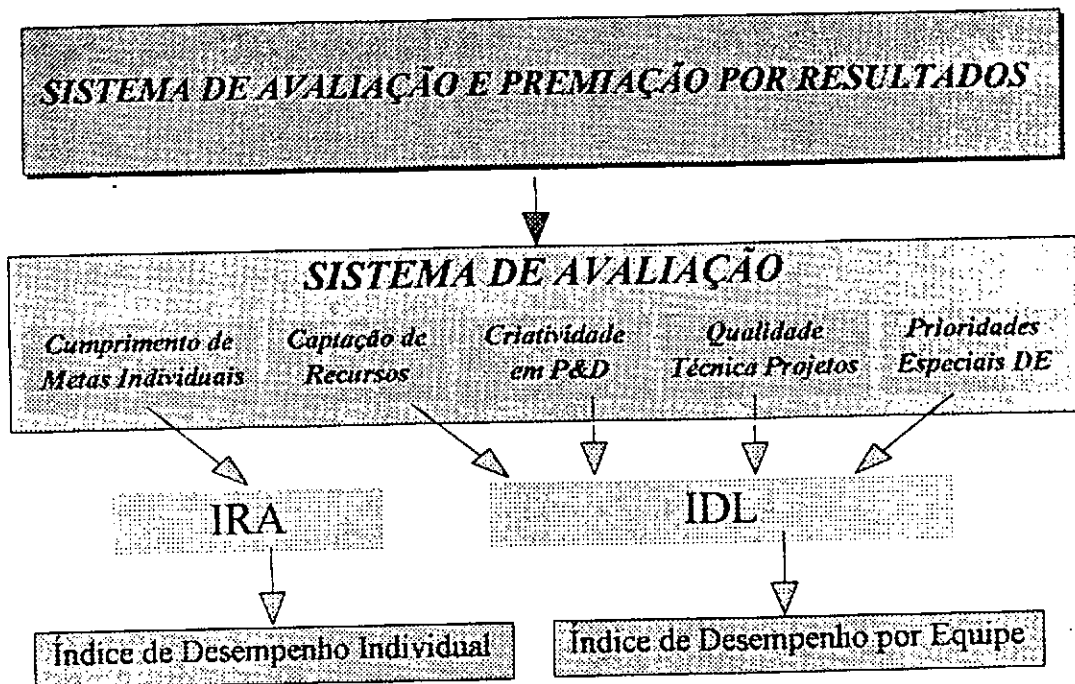 SISTEMA DE AVALIAÇÃO E PREMIAÇÃO POR RESULTADOS
SISTEMA DE AVALIAÇÃO
Cumprimento de
Metas Individuais
Captação de
Recursos
Criatividade
em P&D
Qualidade
Técnica Projetos
Prioridades
Especiais DE
IRA
IDL
Índice de Desempenho Individual
Índice de Desempenho por Equipe